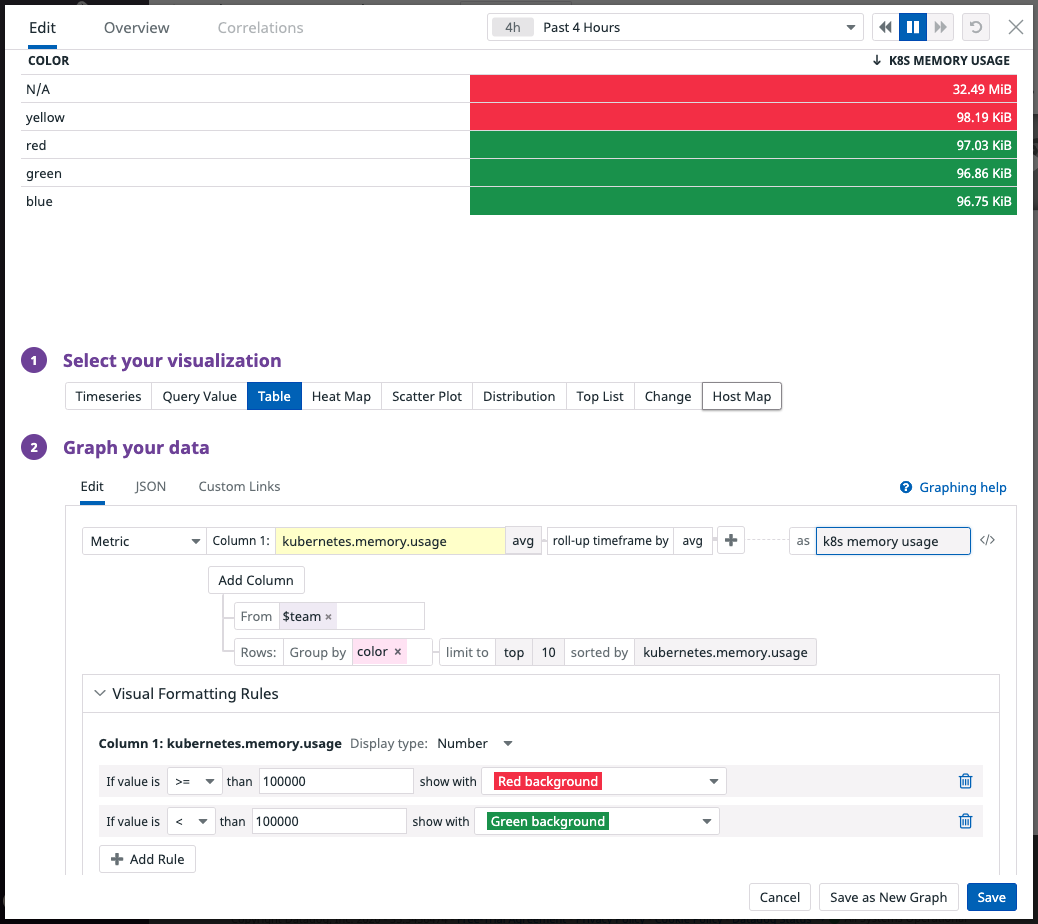 Edit Overview Correlations 4h Past 4 Hours
COLOR ↓ K8S MEMORY USAGE
N/A 32.49 MiB
yellow 98.19 KiB
red 97.03 KiB
green 96.86 KiB
blue 96.75 KiB
1 Select your visualization
Timeseries Query Value Table Heat Map Scatter Plot Distribution Top List Change Host Map
2 Graph your data
Edit JSON Custom Links ? Graphing help
Metric Column 1: kubernetes.memory.usage avg roll-up timeframe by avg + as k8s memory usage </>
Add Column
From $team ×
Rows: Group by color × limit to top 10 sorted by kubernetes.memory.usage
Visual Formatting Rules
Column 1: kubernetes.memory.usage Display type: Number
If value is >= than 100000 show with Red background
If value is < than 100000 show with Green background
+ Add Rule
Cancel Save as New Graph Save